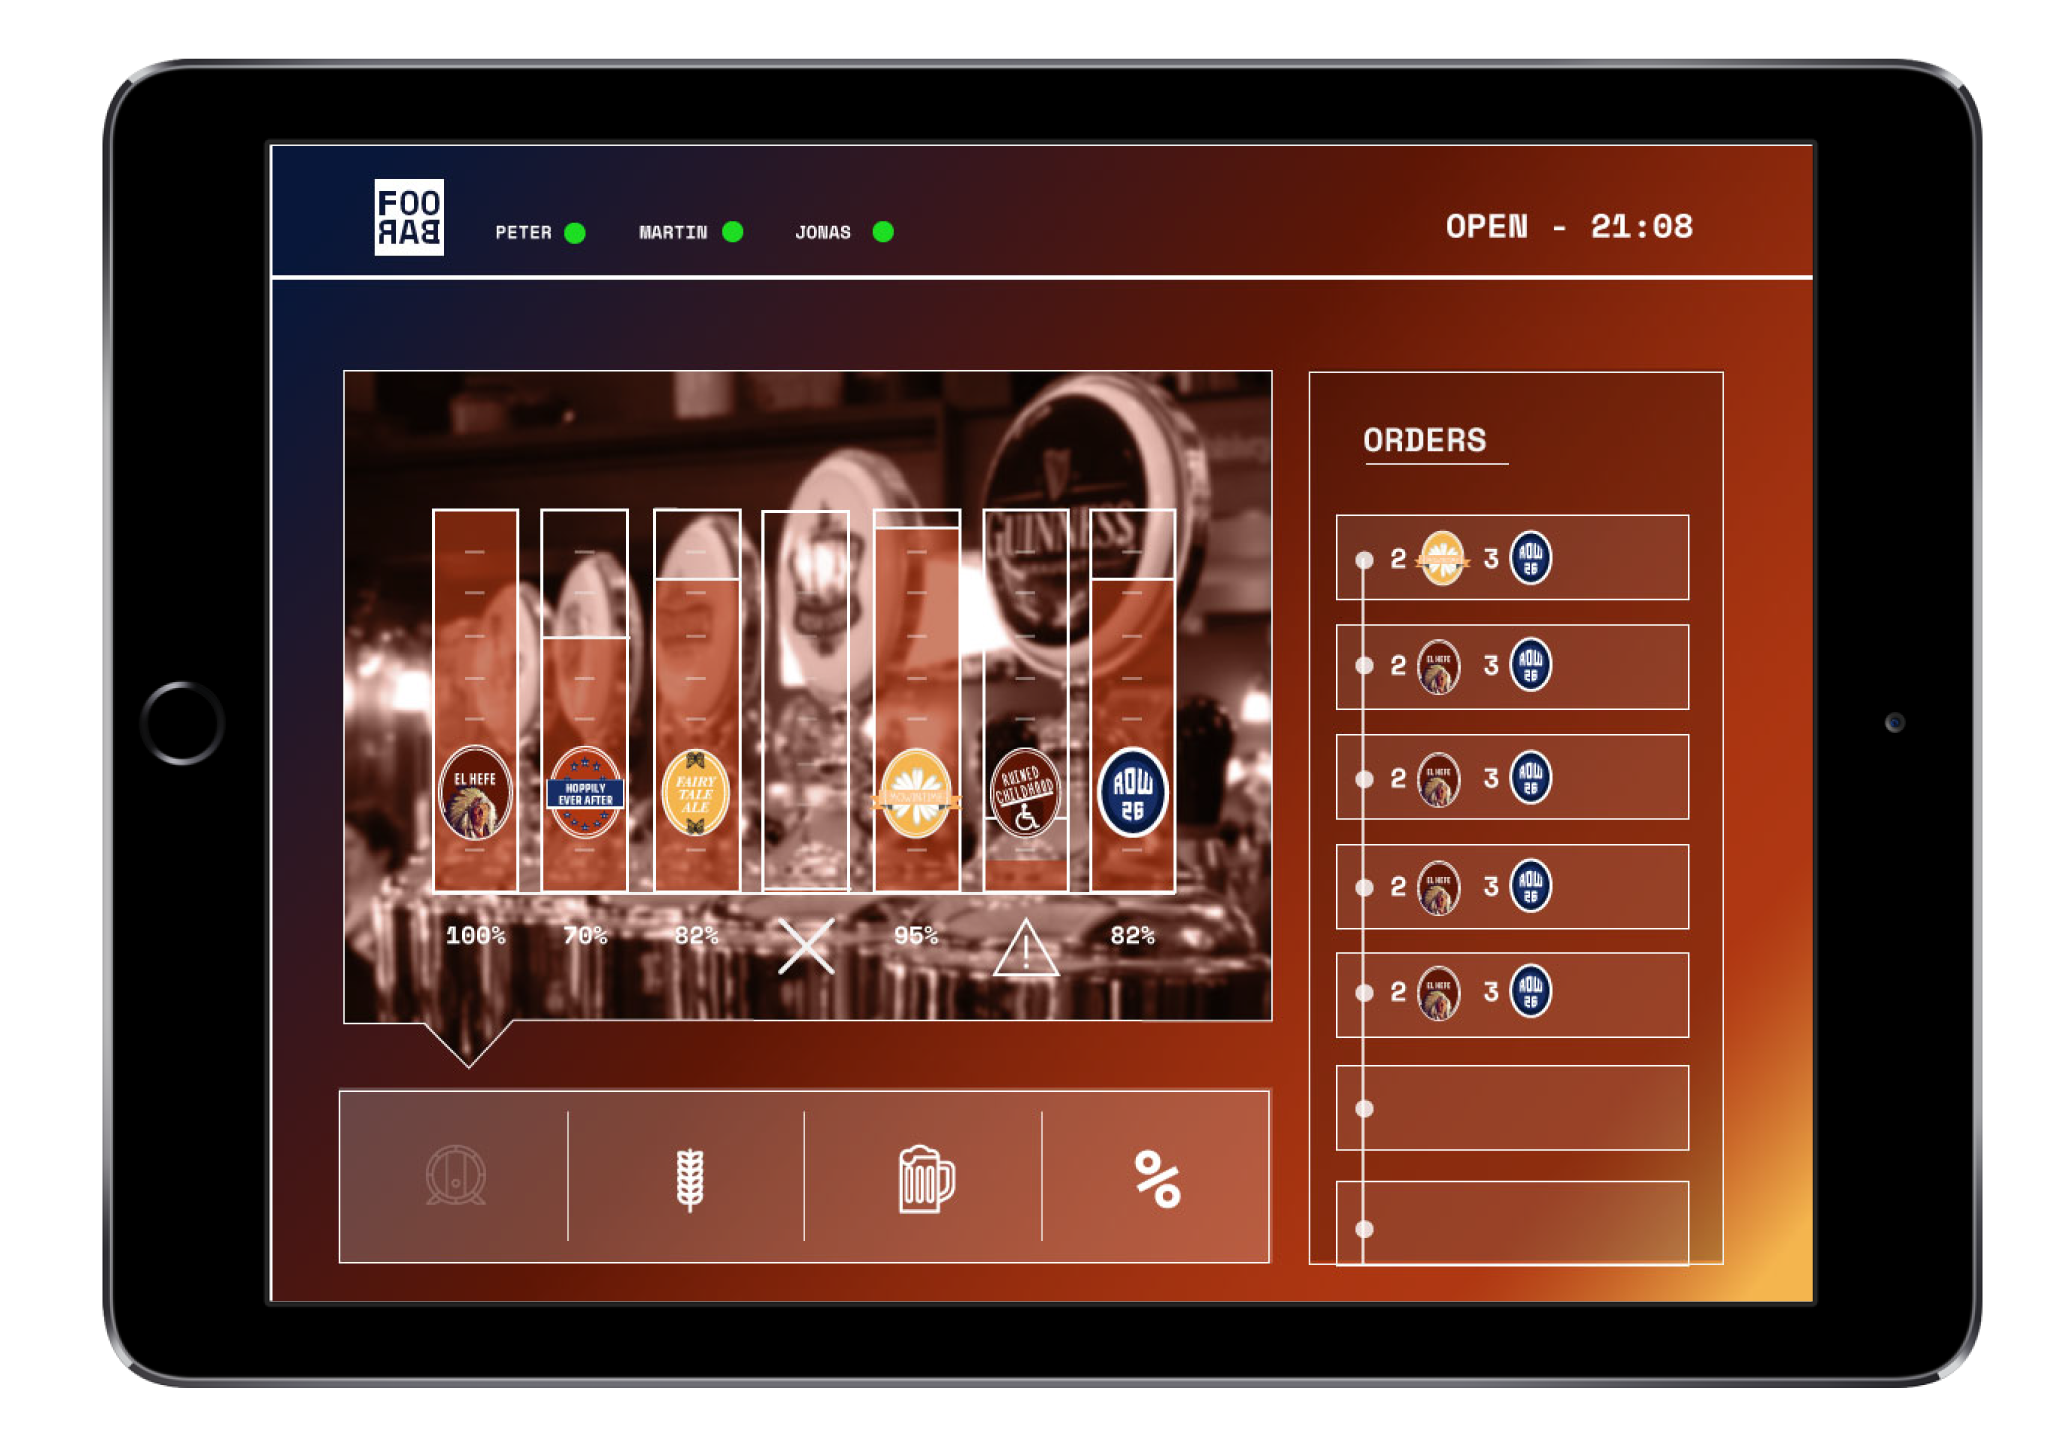 FOO
BAR
PETER
MARTIN
JONAS
OPEN - 21:08
GUINNESS
EL HEFE
HOPPILY
EVER AFTER
FAIRY
TALE
ALE
RUINED
CHILDHOOD
ROW
26
100%
70%
82%
95%
!
82%
%
ORDERS
2 3 ROW
26
2 EL HEFE 3 ROW
26
2 EL HEFE 3 ROW
26
2 EL HEFE 3 ROW
26
2 EL HEFE 3 ROW
26